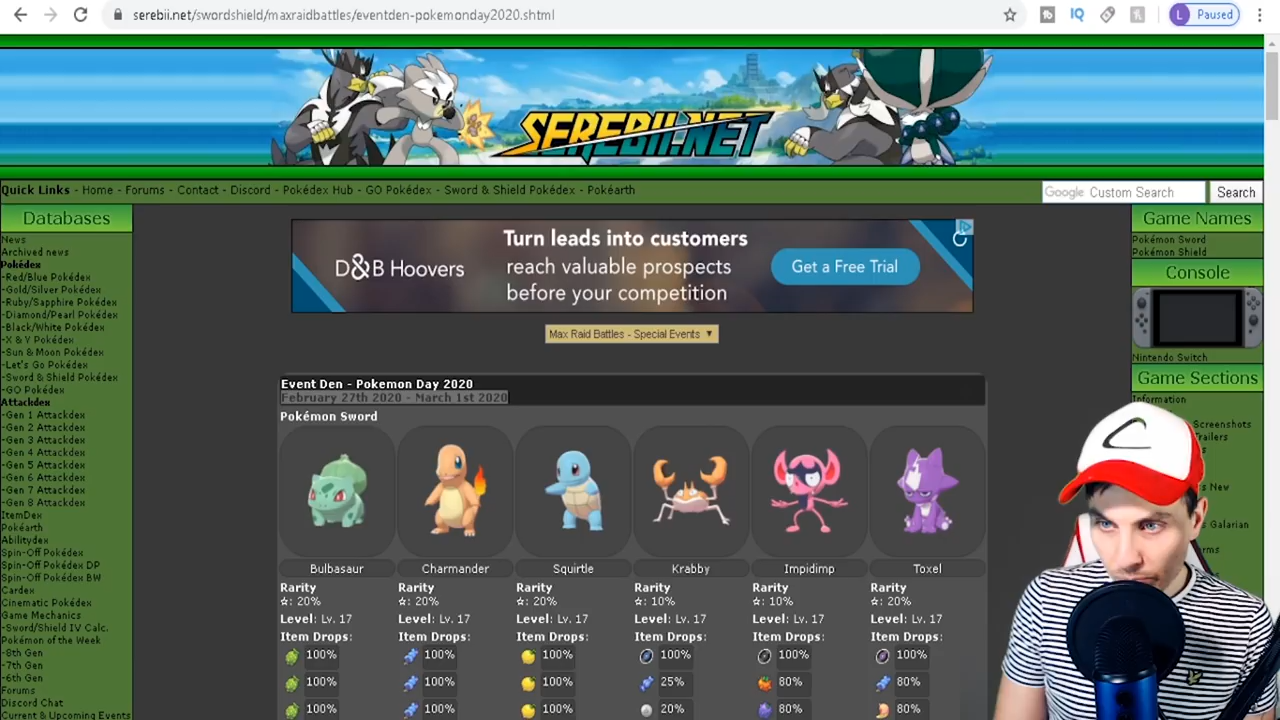 serebii.net/swordshield/maxraidbattles/eventden-pokemonday2020.shtml
L Paused
SEREBII.NET
Quick Links - Home - Forums - Contact - Discord - Pokédex Hub - GO Pokédex - Sword & Shield Pokédex - Pokéarth
Google Custom Search
Search
Databases
News
Archived news
Pokédex
-Red/Blue Pokédex
-Gold/Silver Pokédex
-Ruby/Sapphire Pokédex
-Diamond/Pearl Pokédex
-Black/White Pokédex
-X & Y Pokédex
-Sun & Moon Pokédex
-Let's Go Pokédex
-Sword & Shield Pokédex
-GO Pokédex
Attackdex
-Gen 1 Attackdex
-Gen 2 Attackdex
-Gen 3 Attackdex
-Gen 4 Attackdex
-Gen 5 Attackdex
-Gen 6 Attackdex
-Gen 7 Attackdex
-Gen 8 Attackdex
ItemDex
Pokéarth
Abilitydex
Spin-Off Pokédex
Spin-Off Pokédex DP
Spin-Off Pokédex BW
Cardex
Cinematic Pokédex
Game Mechanics
-Sword/Shield IV Calc.
Pokémon of the Week
-8th Gen
-7th Gen
-6th Gen
Forums
Discord Chat
Current & Upcoming Events
D&B Hoovers
Turn leads into customers
reach valuable prospects
before your competition
Get a Free Trial
Max Raid Battles - Special Events ▼
Event Den - Pokemon Day 2020
February 27th 2020 - March 1st 2020
Pokémon Sword
Bulbasaur Charmander Squirtle Krabby Impidimp Toxel
Rarity Rarity Rarity Rarity Rarity Rarity
☆: 20% ☆: 20% ☆: 20% ☆: 10% ☆: 10% ☆: 20%
Level: Lv. 17 Level: Lv. 17 Level: Lv. 17 Level: Lv. 17 Level: Lv. 17 Level: Lv. 17
Item Drops: Item Drops: Item Drops: Item Drops: Item Drops: Item Drops:
100% 100% 100% 100% 100% 100%
100% 100% 100% 25% 80% 80%
100% 100% 100% 20% 80% 80%
Game Names
Pokémon Sword
Pokémon Shield
Console
Nintendo Switch
Game Sections
Information
Screenshots
Trailers
New
Galarian